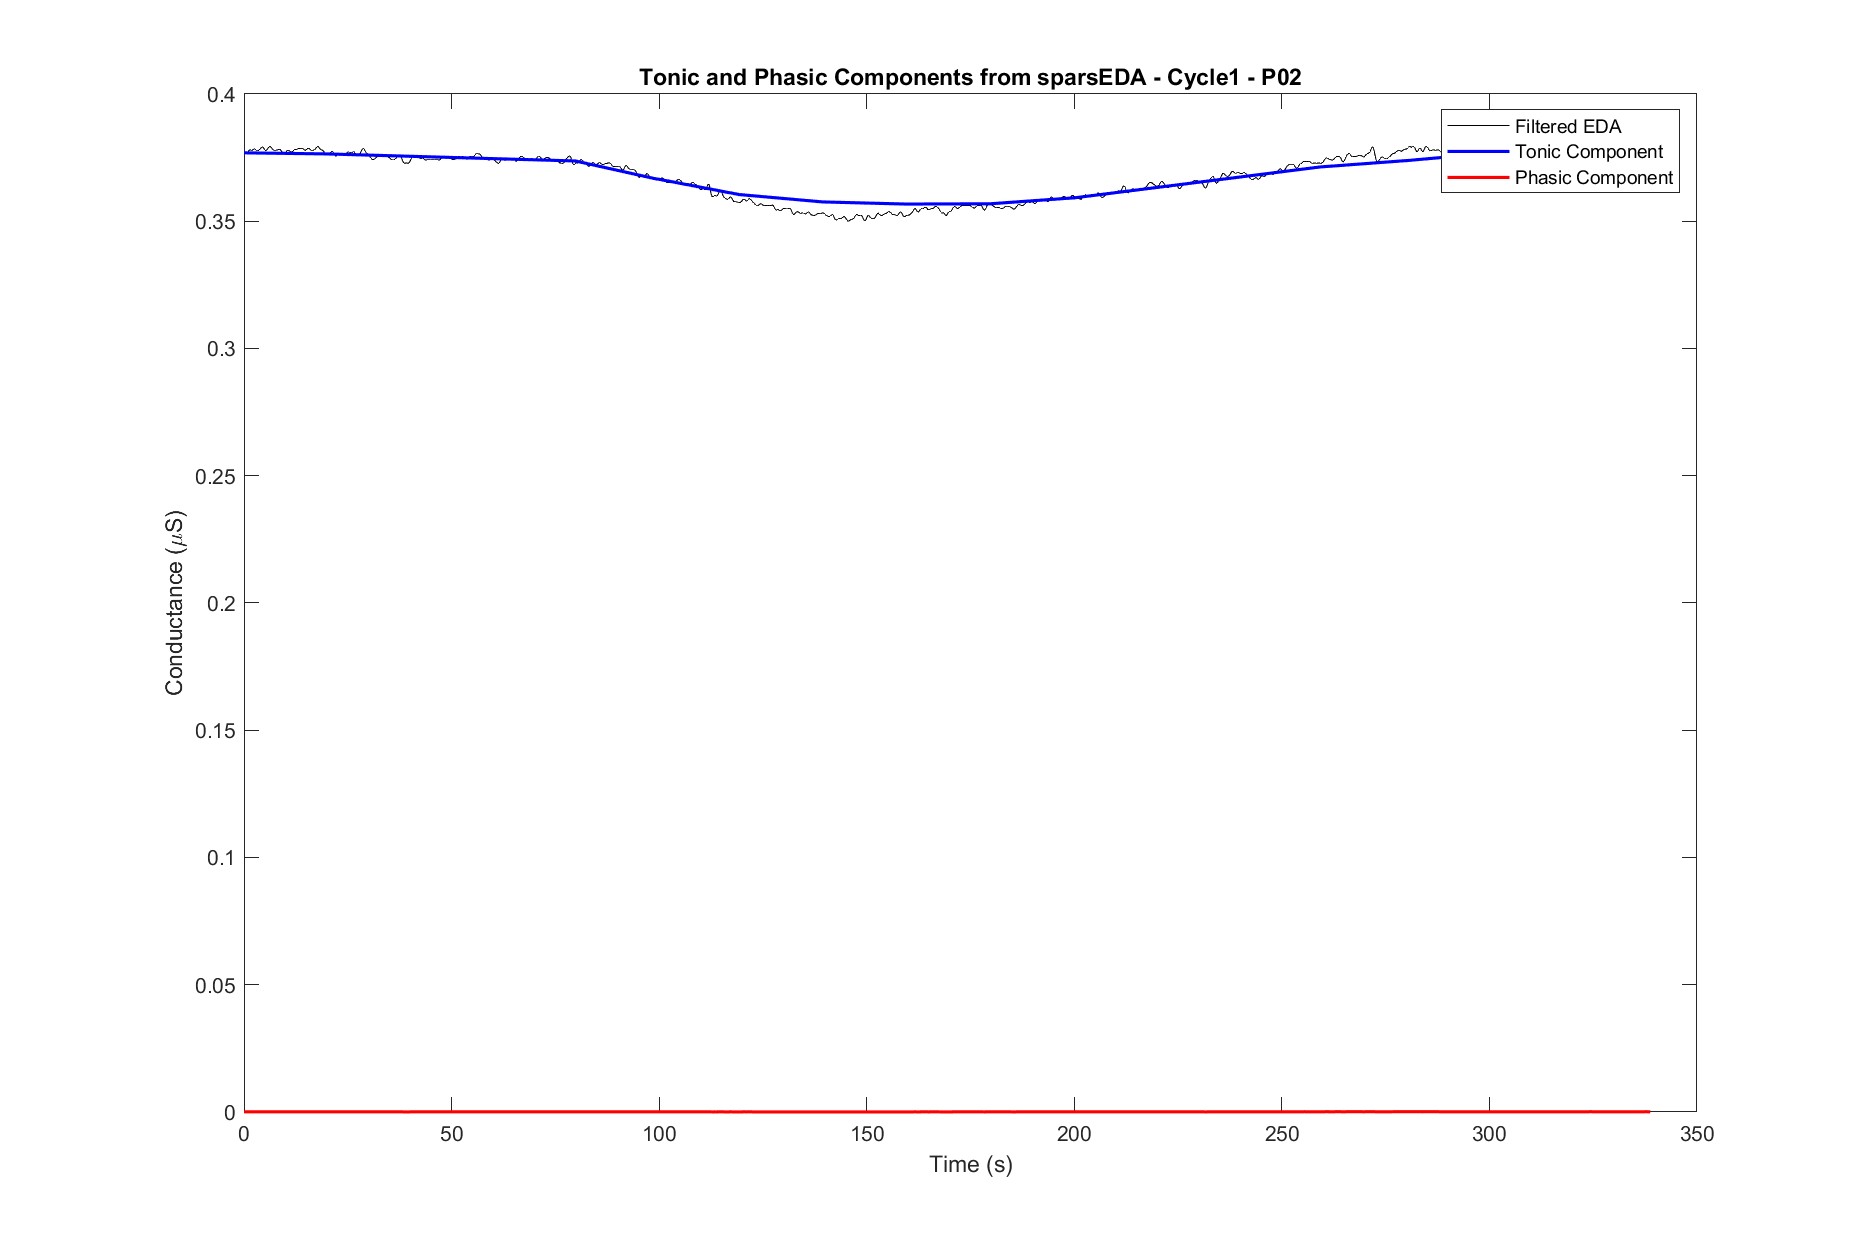 Tonic and Phasic Components from sparsEDA - Cycle1 - P02
Filtered EDA
Tonic Component
Phasic Component
0.4
0.35
0.3
0.25
0.2
0.15
0.1
0.05
0
Conductance (μS)
0 50 100 150 200 250 300 350
Time (s)